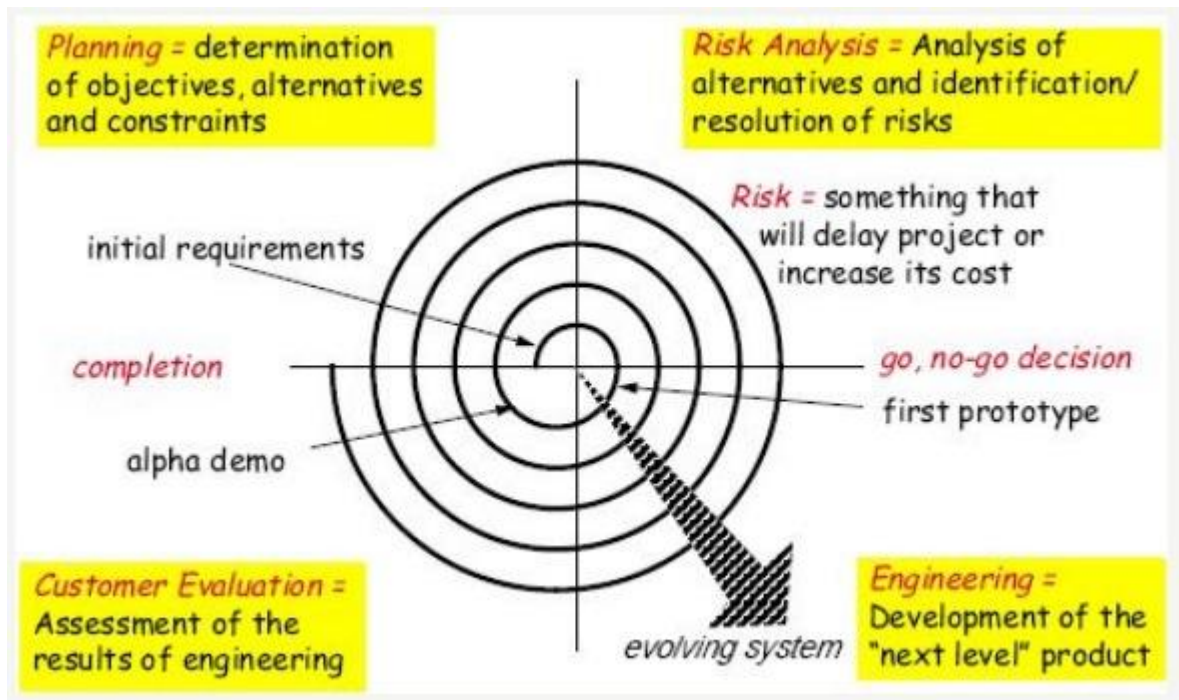 Planning = determination
of objectives, alternatives
and constraints
Risk Analysis = Analysis of
alternatives and identification/
resolution of risks
Risk = something that
will delay project or
increase its cost
initial requirements
completion
go, no-go decision
first prototype
alpha demo
Customer Evaluation =
Assessment of the
results of engineering
evolving system
Engineering =
Development of the
"next level" product